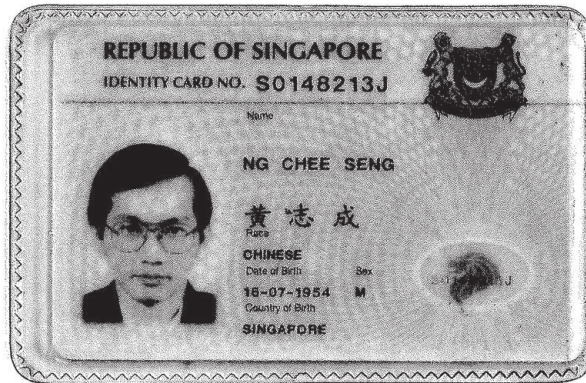 REPUBLIC OF SINGAPORE
IDENTITY CARD NO. S0148213J
Name
NG CHEE SENG
黄志成
Race
CHINESE
Date of Birth Sex
16-07-1954 M
Country of Birth
SINGAPORE